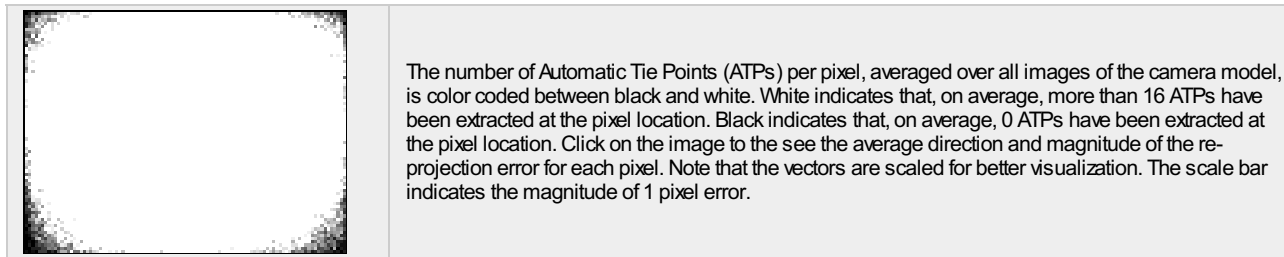 The number of Automatic Tie Points (ATPs) per pixel, averaged over all images of the camera model,
is color coded between black and white. White indicates that, on average, more than 16 ATPs have
been extracted at the pixel location. Black indicates that, on average, 0 ATPs have been extracted at
the pixel location. Click on the image to the see the average direction and magnitude of the re-
projection error for each pixel. Note that the vectors are scaled for better visualization. The scale bar
indicates the magnitude of 1 pixel error.